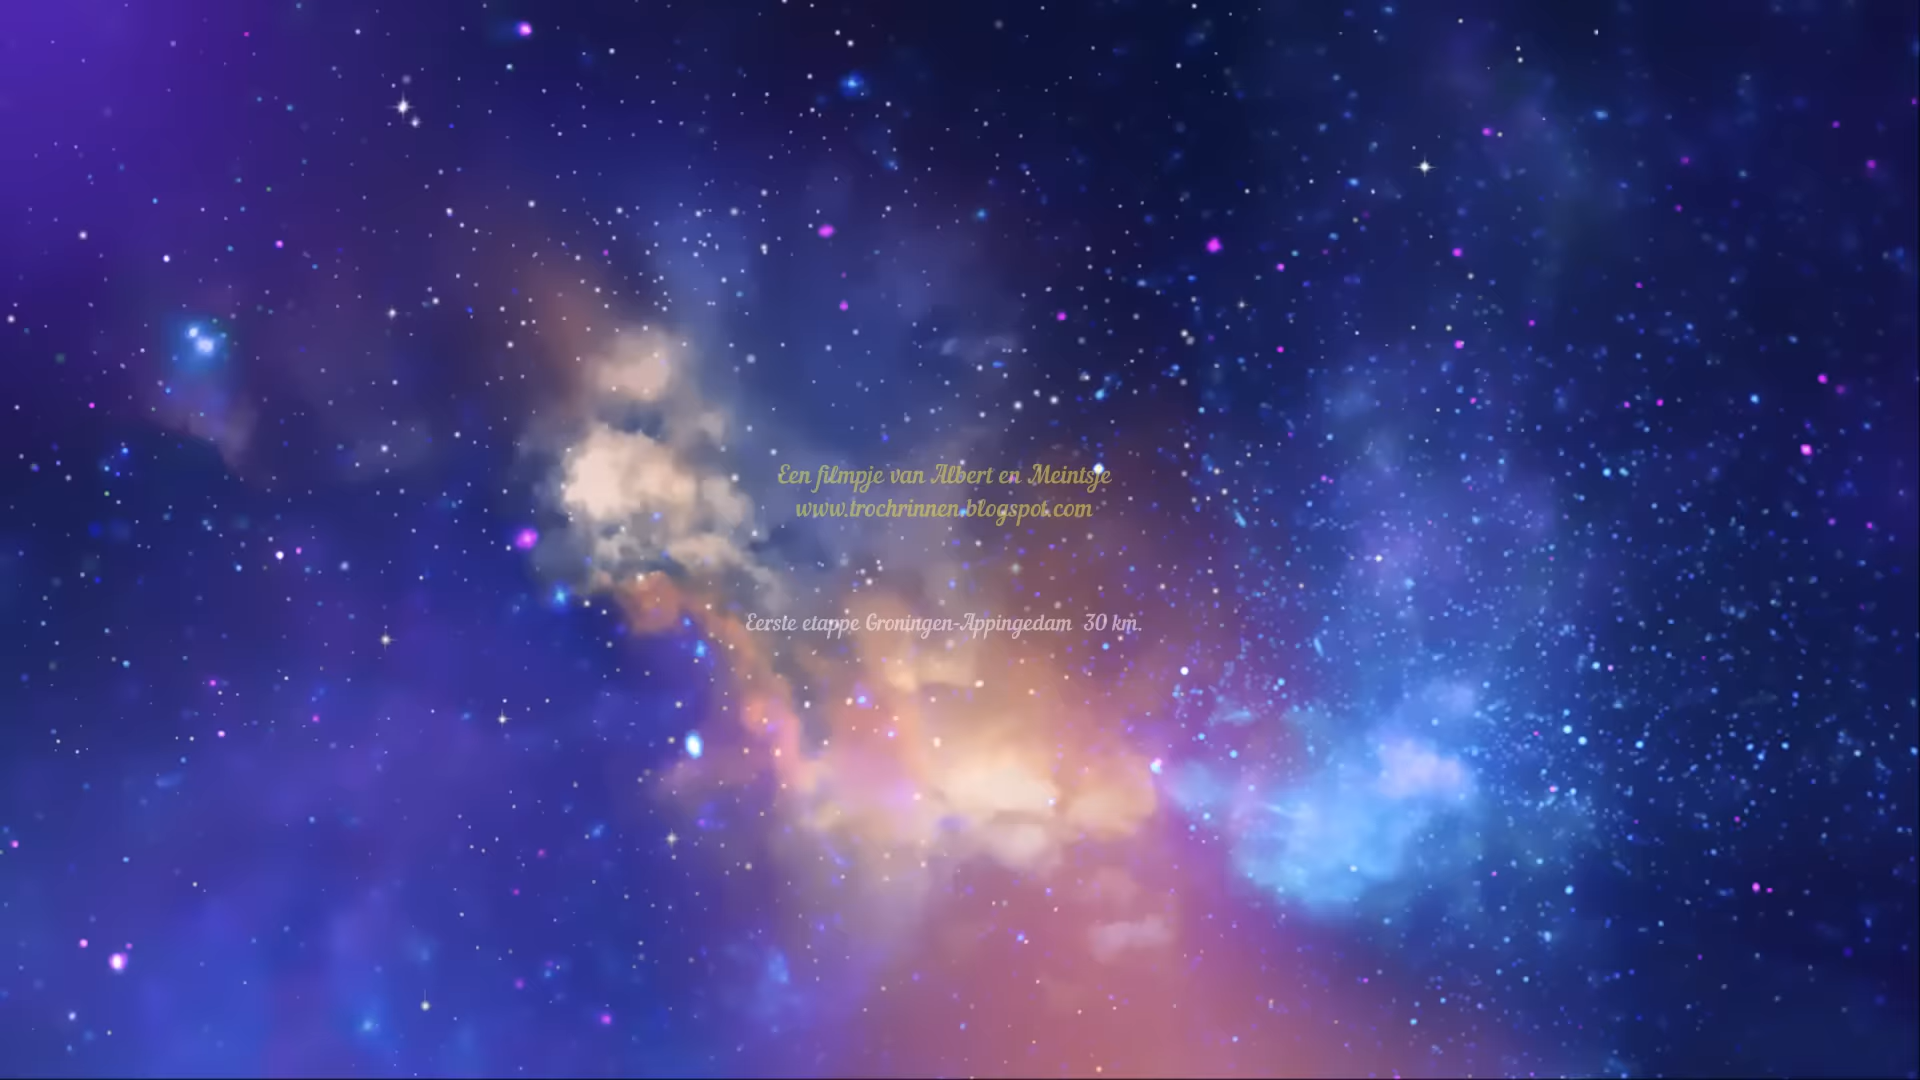 Een filmpje van Albert en Meintsje
www.trochrinnen.blogspot.com
Eerste etappe Groningen-Appingedam 30 km.